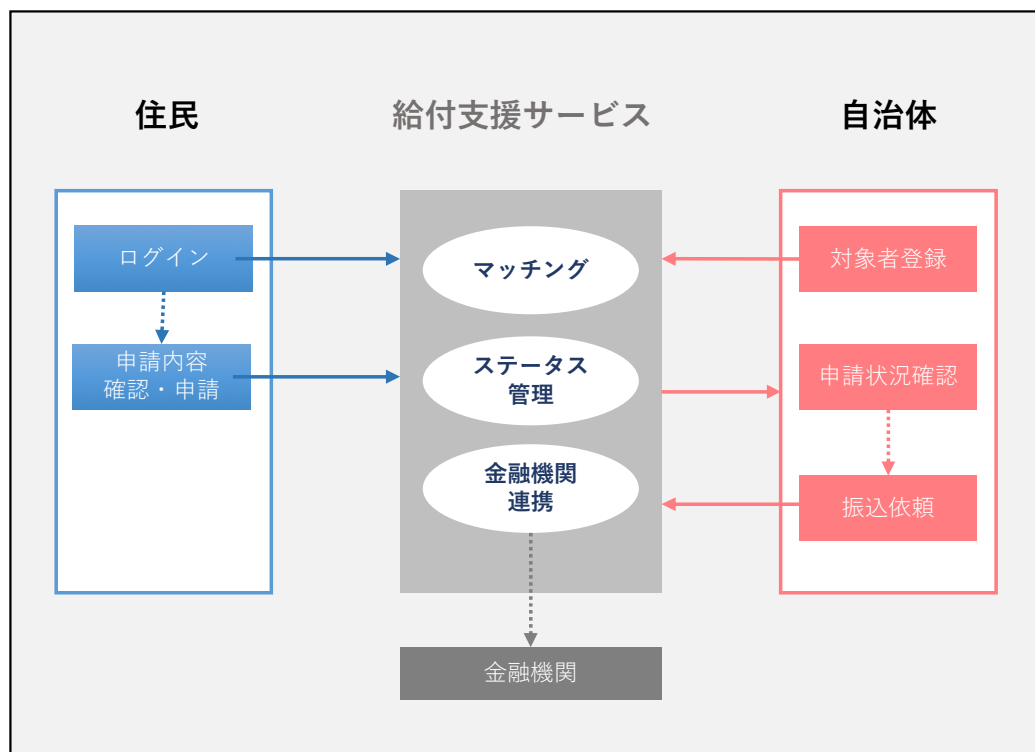 住民
給付支援サービス
自治体
ログイン
マッチング
対象者登録
申請内容
確認・申請
ステータス
管理
申請状況確認
金融機関
連携
振込依頼
金融機関